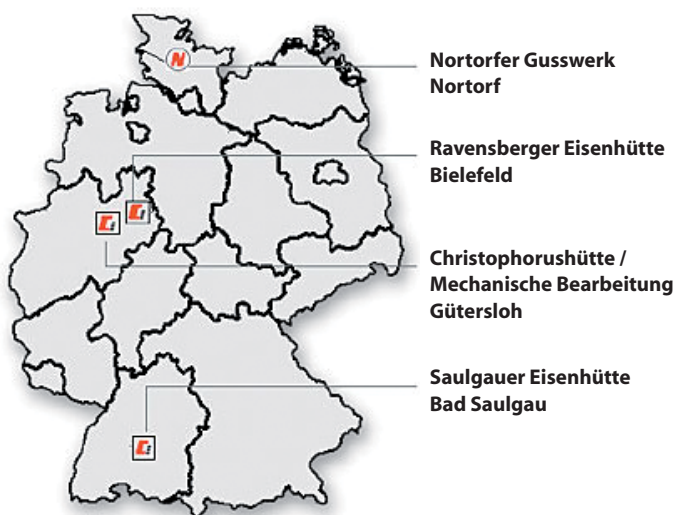 N
Nortorfer Gusswerk
Nortorf
Ravensberger Eisenhütte
Bielefeld
Christophorushütte /
Mechanische Bearbeitung
Gütersloh
Saulgauer Eisenhütte
Bad Saulgau